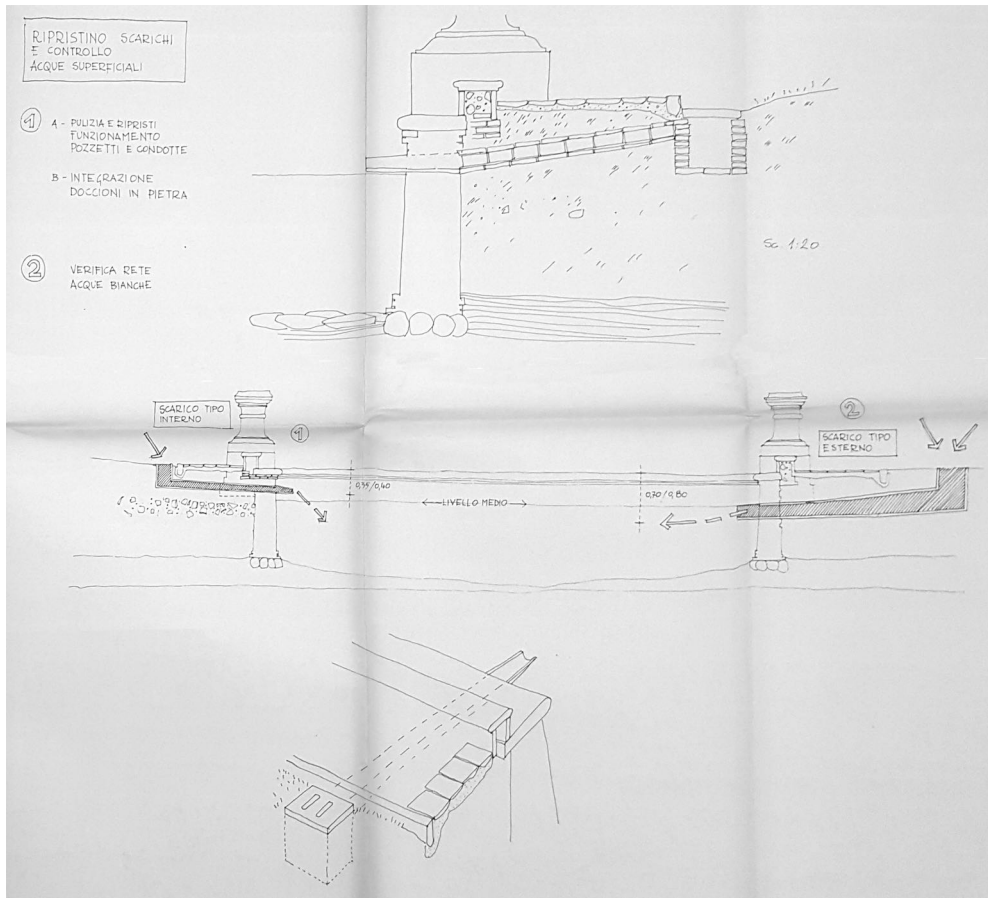 RIPRISTINO SCARICHI
E CONTROLLO
ACQUE SUPERFICIALI
1 A - PULIZIA E RIPRISTI
FUNZIONAMENTO
POZZETTI E CONDOTTE
B - INTEGRAZIONE
DOCCIONI IN PIETRA
2 VERIFICA RETE
ACQUE BIANCHE
Sc. 1:20
SCARICO TIPO
INTERNO
1
2
SCARICO TIPO
ESTERNO
0,35/0,40
LIVELLO MEDIO
0,70/0,80